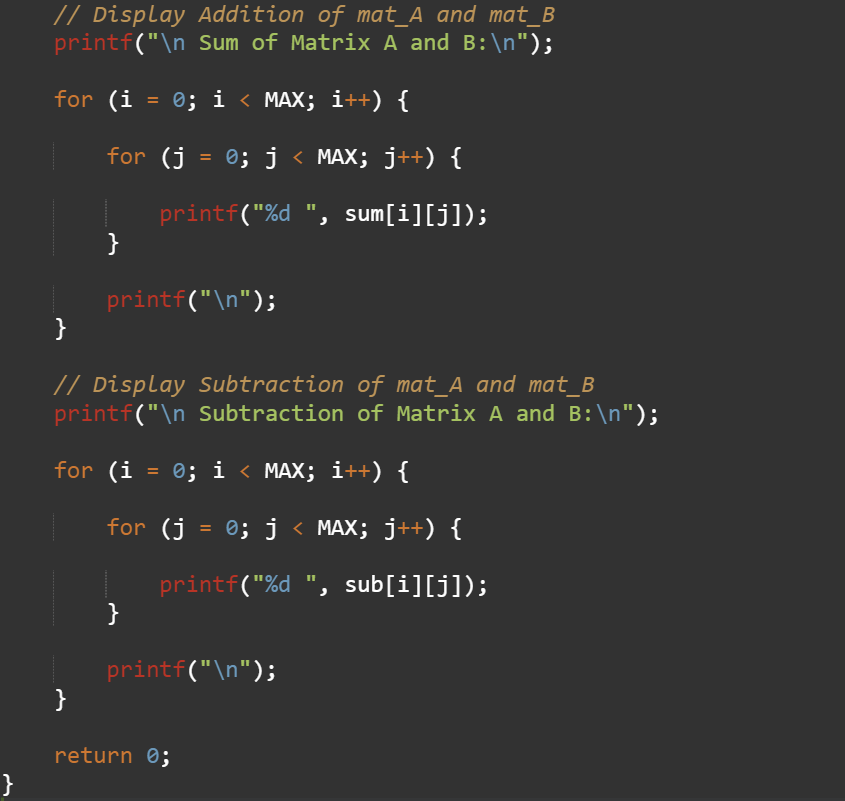 // Display Addition of mat_A and mat_B
printf("\n Sum of Matrix A and B:\n");
for (i = 0; i < MAX; i++) {
for (j = 0; j < MAX; j++) {
printf("%d ", sum[i][j]);
}
printf("\n");
}
// Display Subtraction of mat_A and mat_B
printf("\n Subtraction of Matrix A and B:\n");
for (i = 0; i < MAX; i++) {
for (j = 0; j < MAX; j++) {
printf("%d ", sub[i][j]);
}
printf("\n");
}
return 0;
}